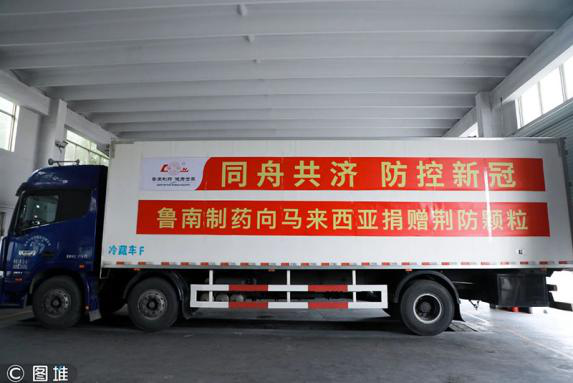 同舟共济 防控新冠
鲁南制药向马来西亚捐赠荆防颗粒
冷藏车F
© 图堆